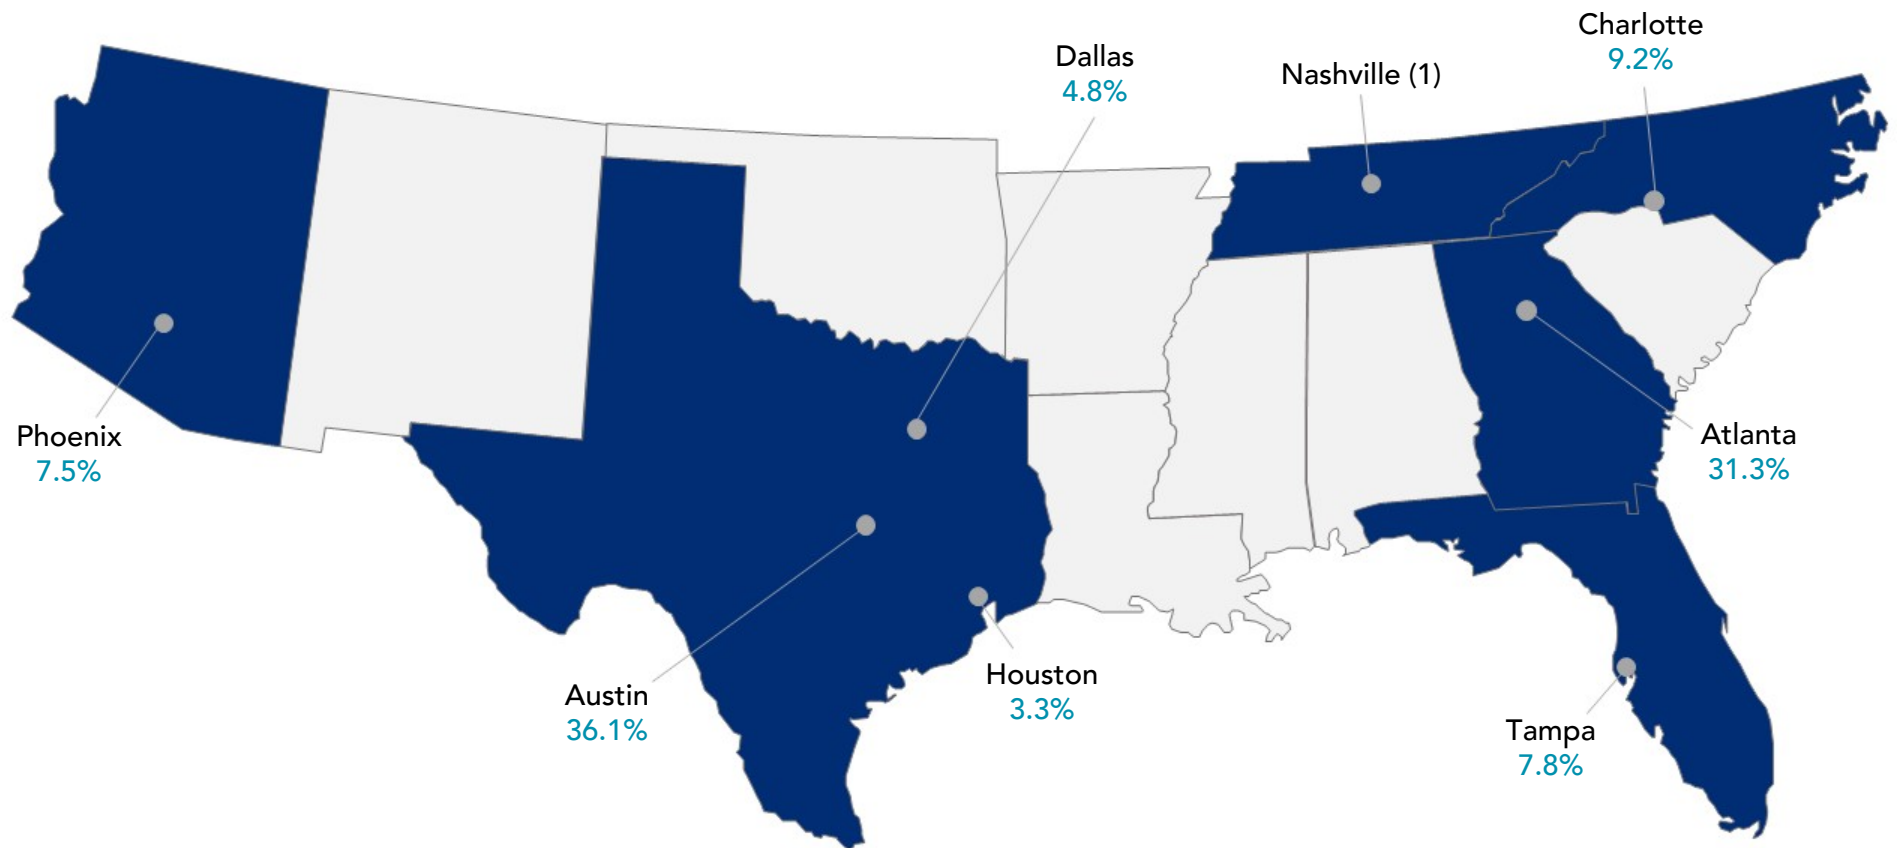 Charlotte
9.2%
Dallas
4.8%
Nashville (1)
Phoenix
7.5%
Atlanta
31.3%
Austin
36.1%
Houston
3.3%
Tampa
7.8%